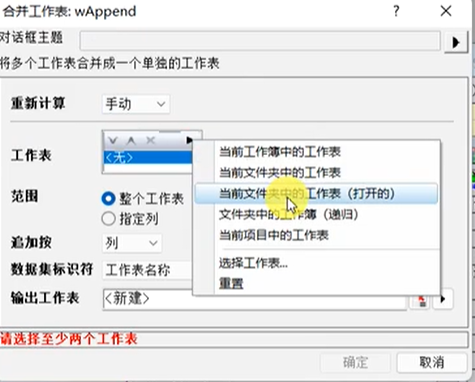 合并工作表: wAppend
? ×
对话框主题
将多个工作表合并成一个单独的工作表
重新计算 手动
工作表
<无>
当前工作簿中的工作表
当前文件夹中的工作表
当前文件夹中的工作表（打开的）
文件夹中的工作簿（递归）
当前项目中的工作表
选择工作表...
重置
范围 整个工作表
指定列
追加按 列
数据集标识符 工作表名称
输出工作表 <新建>
请选择至少两个工作表
确定 取消